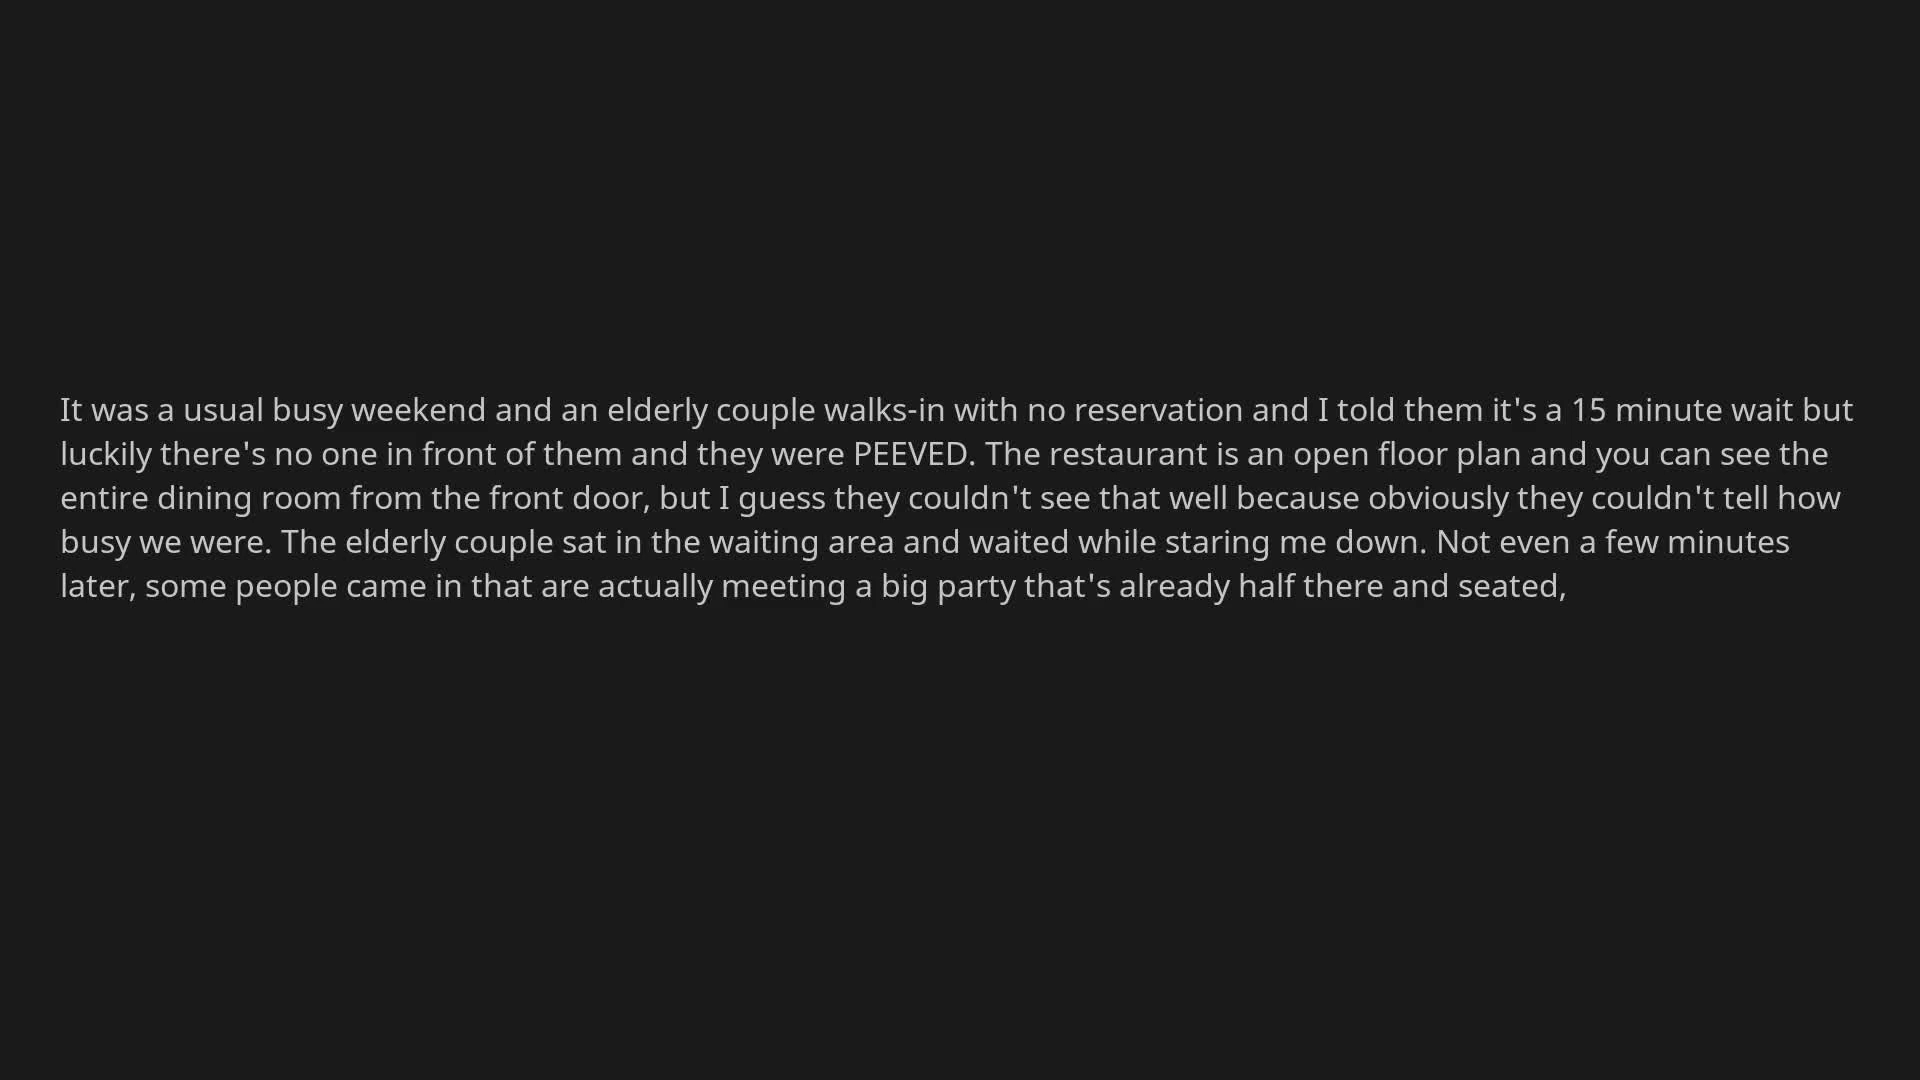 It was a usual busy weekend and an elderly couple walks-in with no reservation and I told them it's a 15 minute wait but
luckily there's no one in front of them and they were PEEVED. The restaurant is an open floor plan and you can see the
entire dining room from the front door, but I guess they couldn't see that well because obviously they couldn't tell how
busy we were. The elderly couple sat in the waiting area and waited while staring me down. Not even a few minutes
later, some people came in that are actually meeting a big party that's already half there and seated,